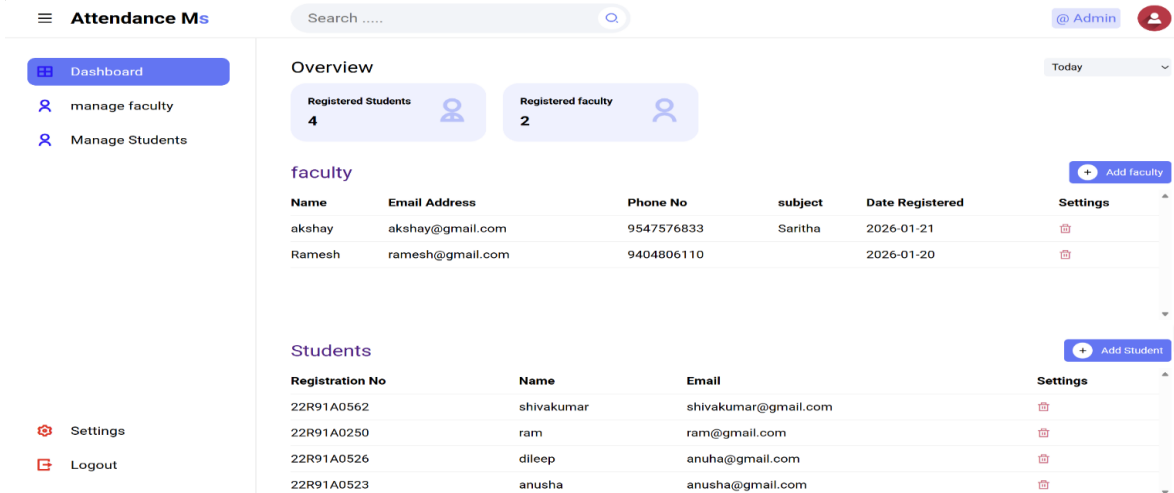 Attendance Ms
Search .....
@ Admin
Dashboard
manage faculty
Manage Students
Settings
Logout
Overview
Today
Registered Students
4
Registered faculty
2
faculty
+ Add faculty
Name Email Address Phone No subject Date Registered Settings
akshay akshay@gmail.com 9547576833 Saritha 2026-01-21
Ramesh ramesh@gmail.com 9404806110 2026-01-20
Students
+ Add Student
Registration No Name Email Settings
22R91A0562 shivakumar shivakumar@gmail.com
22R91A0250 ram ram@gmail.com
22R91A0526 dileep anuha@gmail.com
22R91A0523 anusha anusha@gmail.com